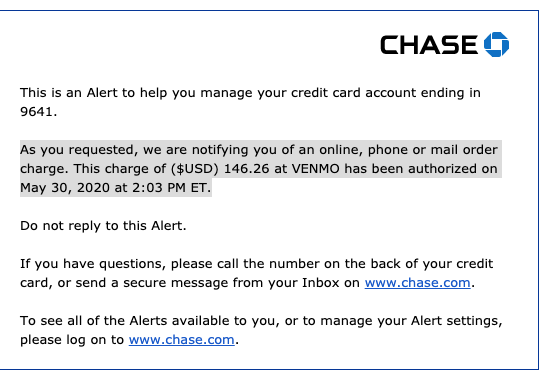 CHASE
This is an Alert to help you manage your credit card account ending in
9641.
As you requested, we are notifying you of an online, phone or mail order
charge. This charge of ($USD) 146.26 at VENMO has been authorized on
May 30, 2020 at 2:03 PM ET.
Do not reply to this Alert.
If you have questions, please call the number on the back of your credit
card, or send a secure message from your Inbox on www.chase.com.
To see all of the Alerts available to you, or to manage your Alert settings,
please log on to www.chase.com.